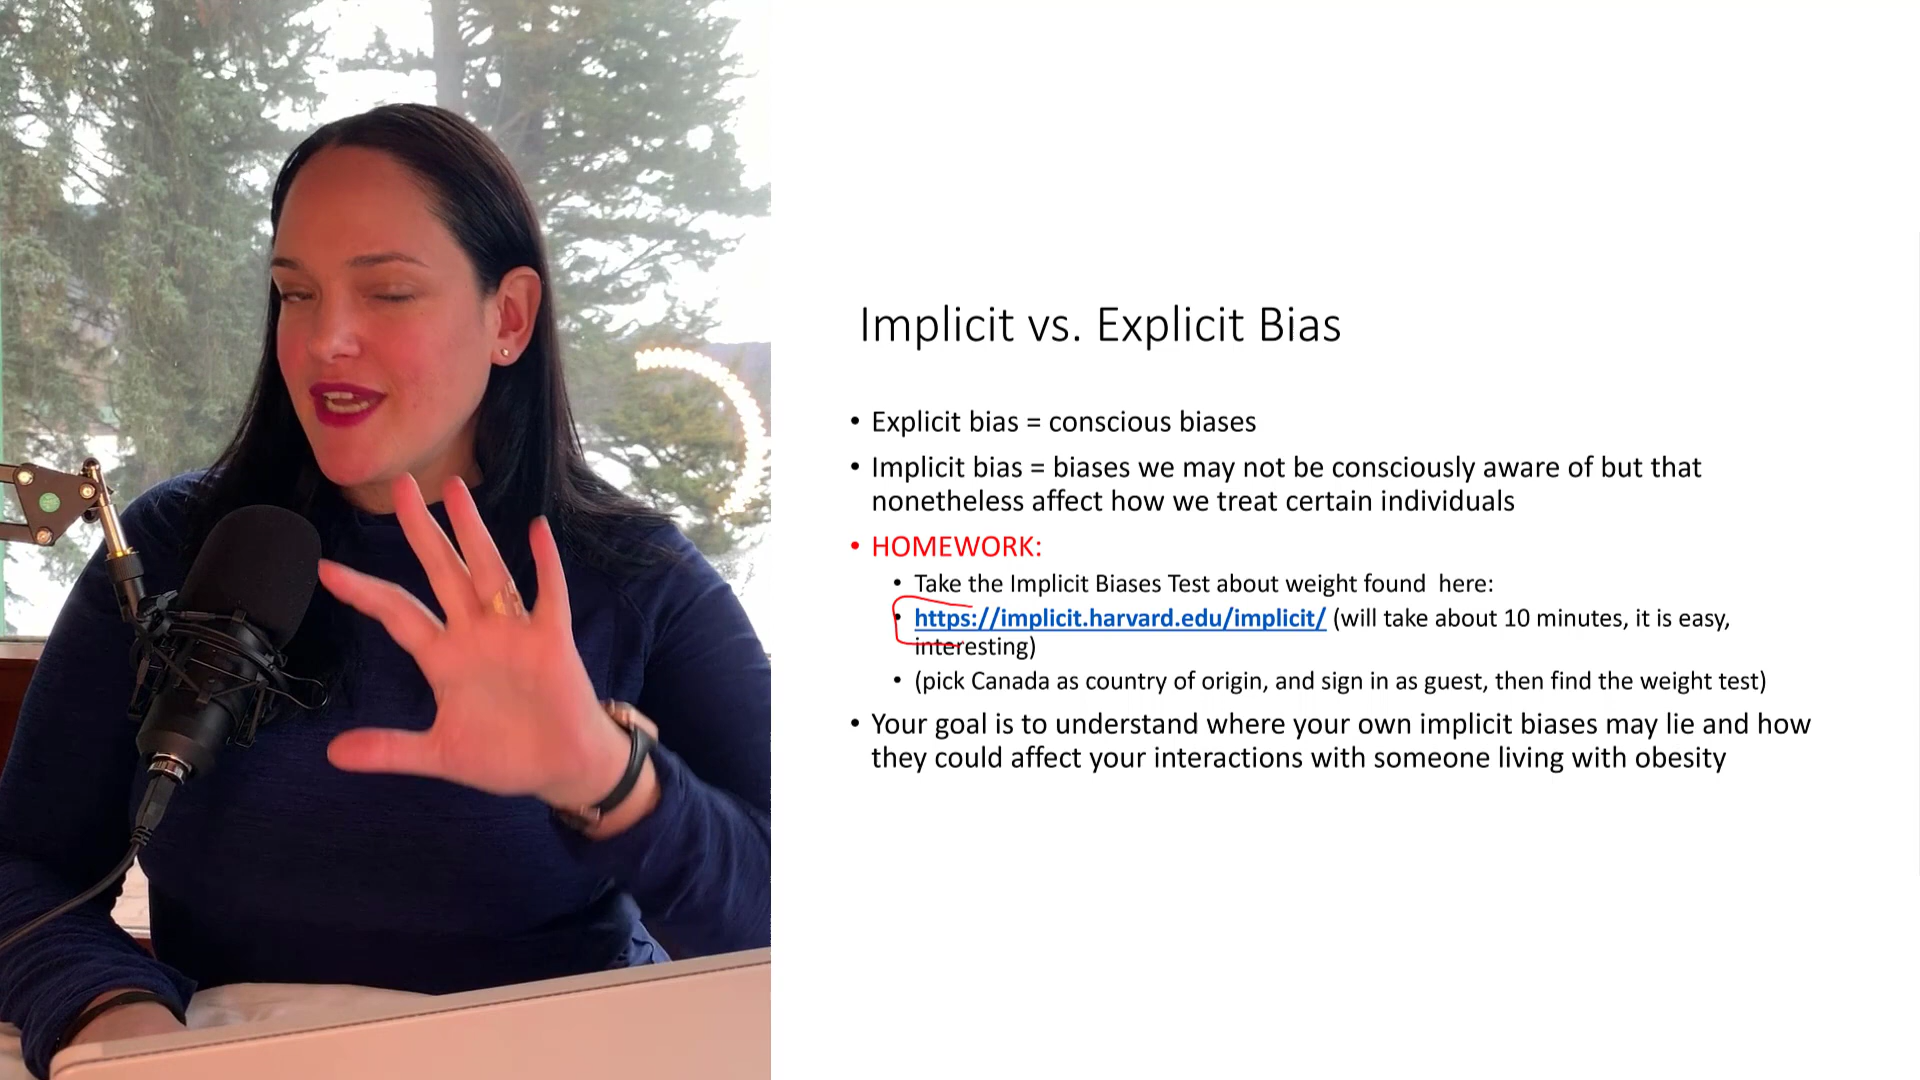 Implicit vs. Explicit Bias
• Explicit bias = conscious biases
• Implicit bias = biases we may not be consciously aware of but that
nonetheless affect how we treat certain individuals
• HOMEWORK:
• Take the Implicit Biases Test about weight found  here:
• https://implicit.harvard.edu/implicit/ (will take about 10 minutes, it is easy,
interesting)
• (pick Canada as country of origin, and sign in as guest, then find the weight test)
• Your goal is to understand where your own implicit biases may lie and how
they could affect your interactions with someone living with obesity